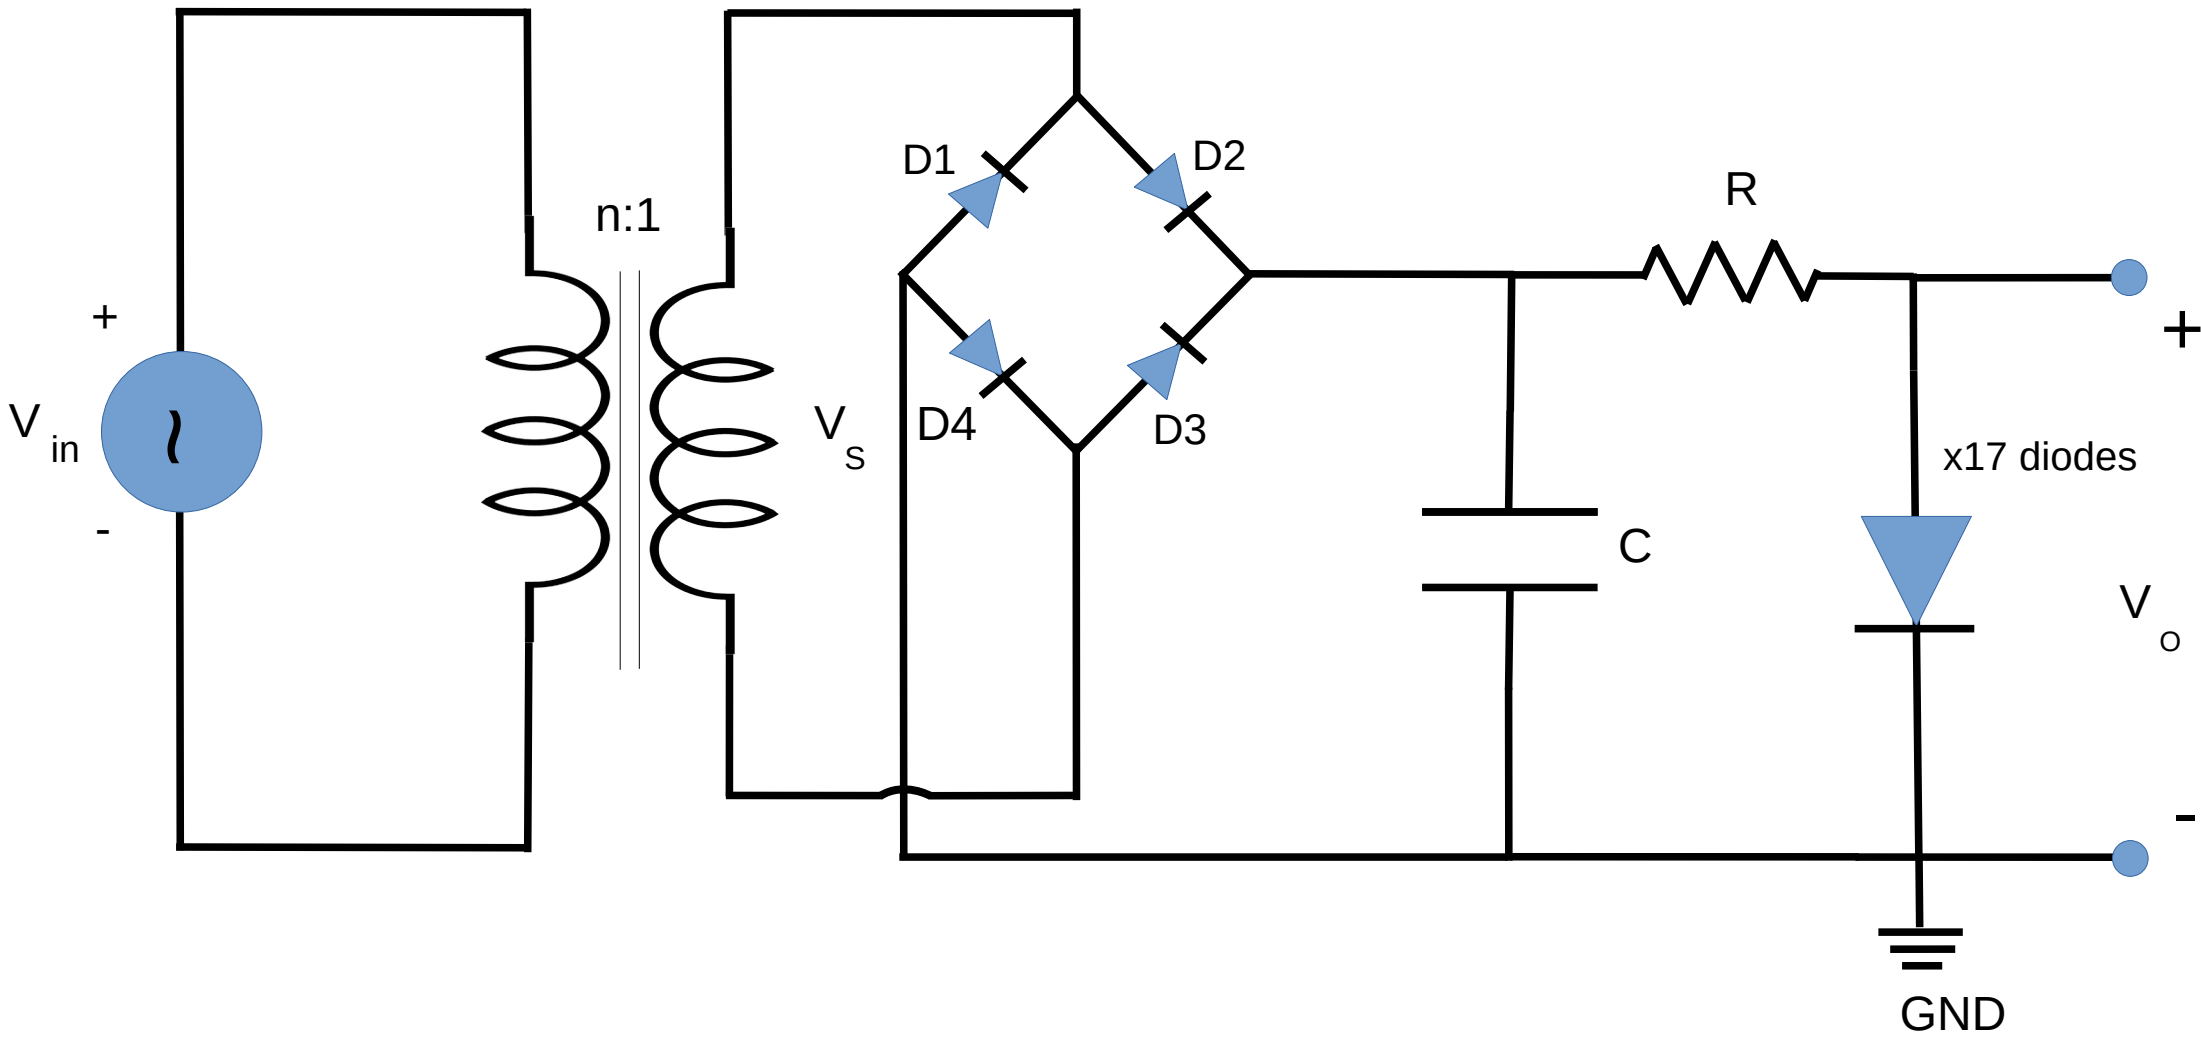 D1
D2
n:1
R
+
V in
-
~
V S
D4
D3
C
x17 diodes
+
V O
-
GND